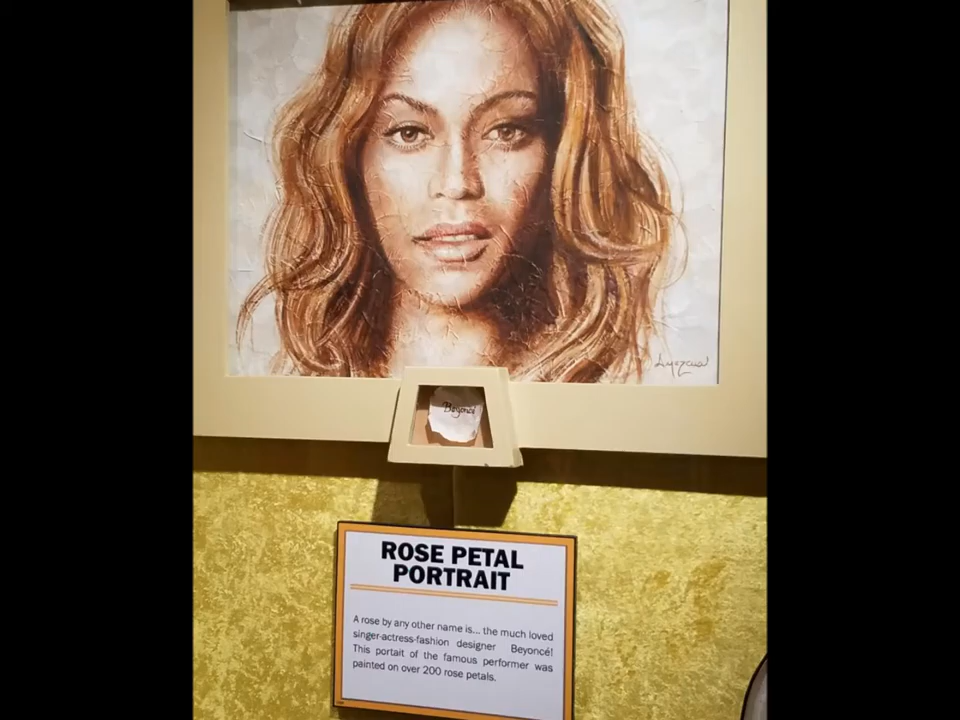 Beyoncé
ROSE PETAL
PORTRAIT
A rose by any other name is... the much loved
singer-actress-fashion designer Beyoncé!
This portait of the famous performer was
painted on over 200 rose petals.